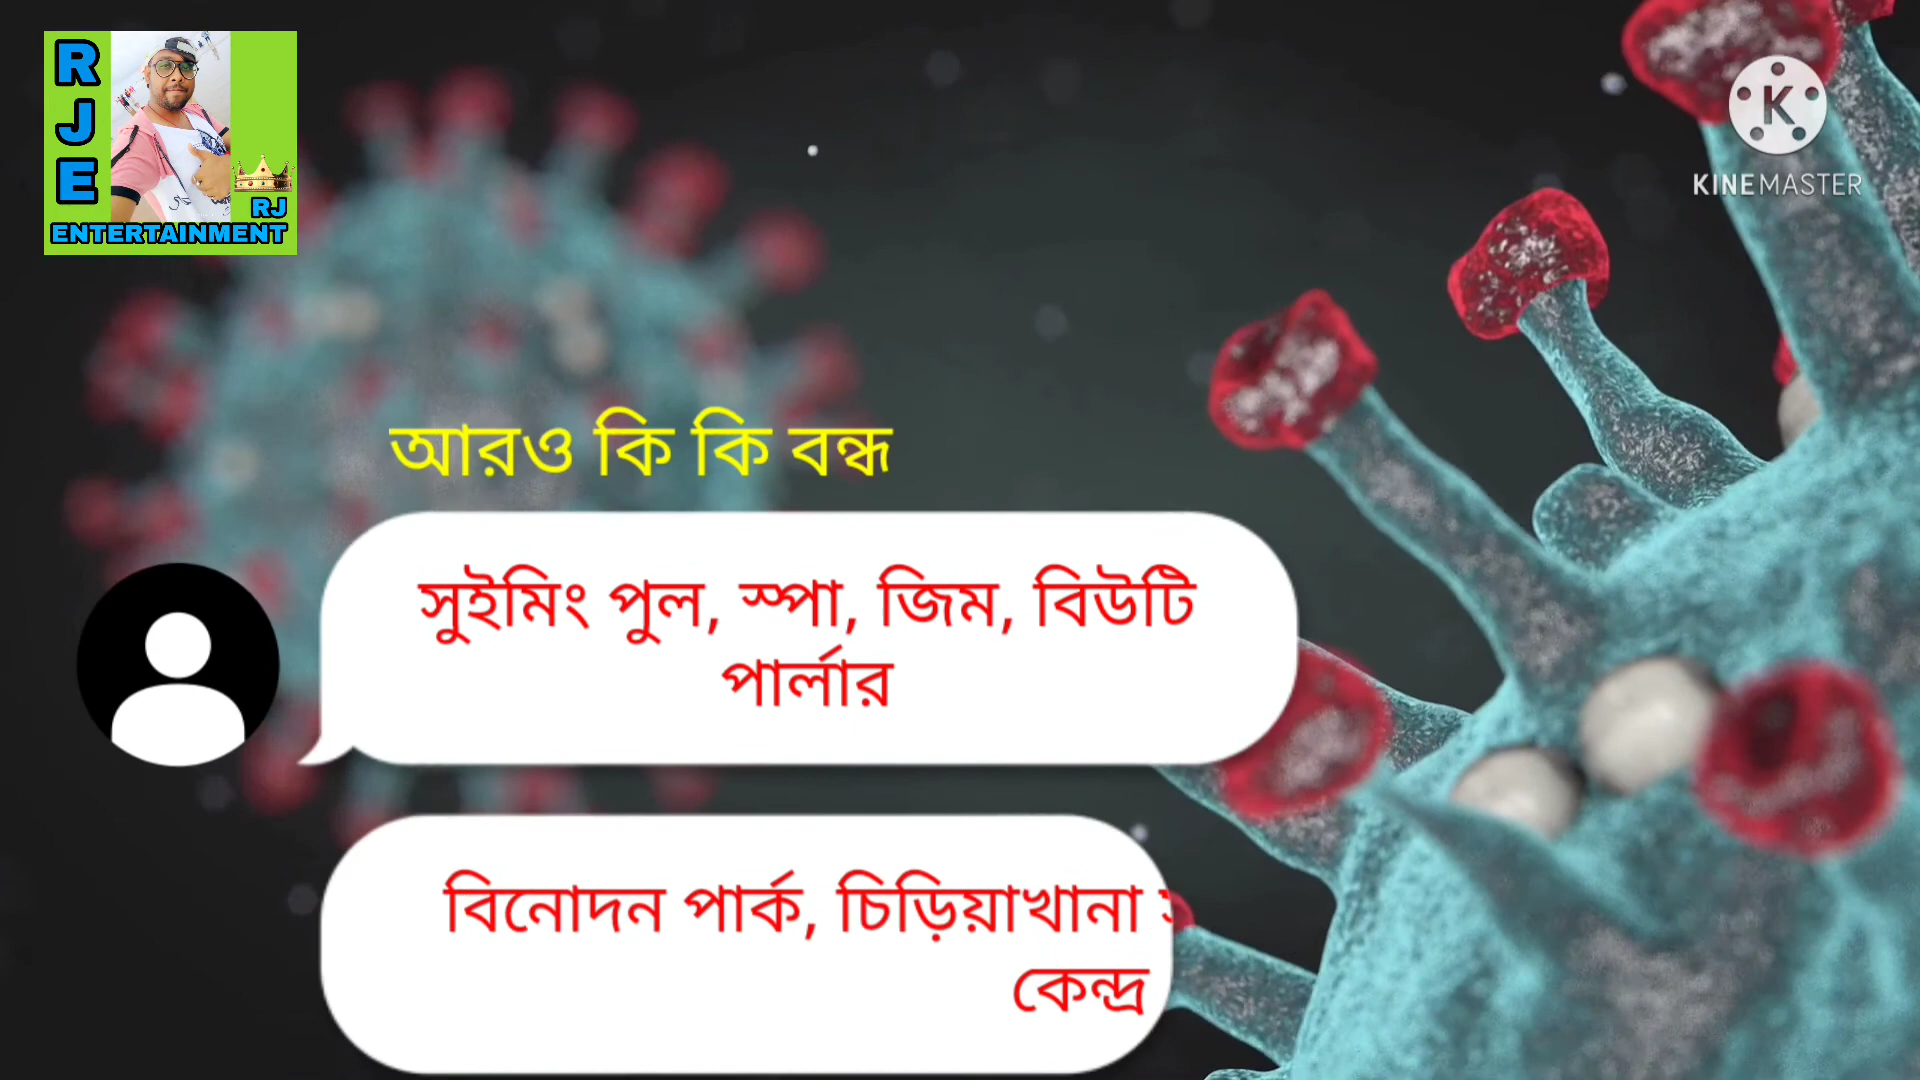 R
J
E
RJ
ENTERTAINMENT
K
KINEMASTER
আরও কি কি বন্ধ
সুইমিং পুল, স্পা, জিম, বিউটি
পার্লার
বিনোদন পার্ক, চিড়িয়াখানা
কেন্দ্র